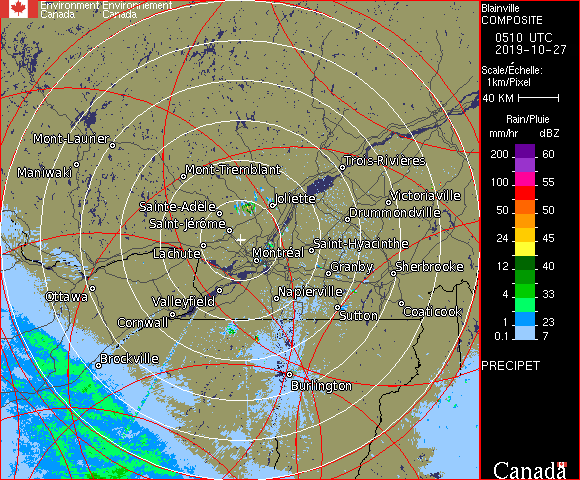 Environment Environnement
Canada Canada
Blainville
COMPOSITE
0510 UTC
2019-10-27
Scale/Échelle:
1km/Pixel
40 KM
Rain/Pluie
mm/hr dBZ
200 60
100 55
50 50
24 45
12 40
4 33
1 23
0.1 7
PRECIPET
Canada
Mont-Laurier
Maniwaki
Mont-Tremblant
Trois-Rivières
Sainte-Adèle
Joliette
Victoriaville
Saint-Jérôme
Drummondville
Lachute
Montréal
Saint-Hyacinthe
Granby
Sherbrooke
Ottawa
Valleyfield
Napierville
Cornwall
Sutton
Coaticook
Brockville
Burlington